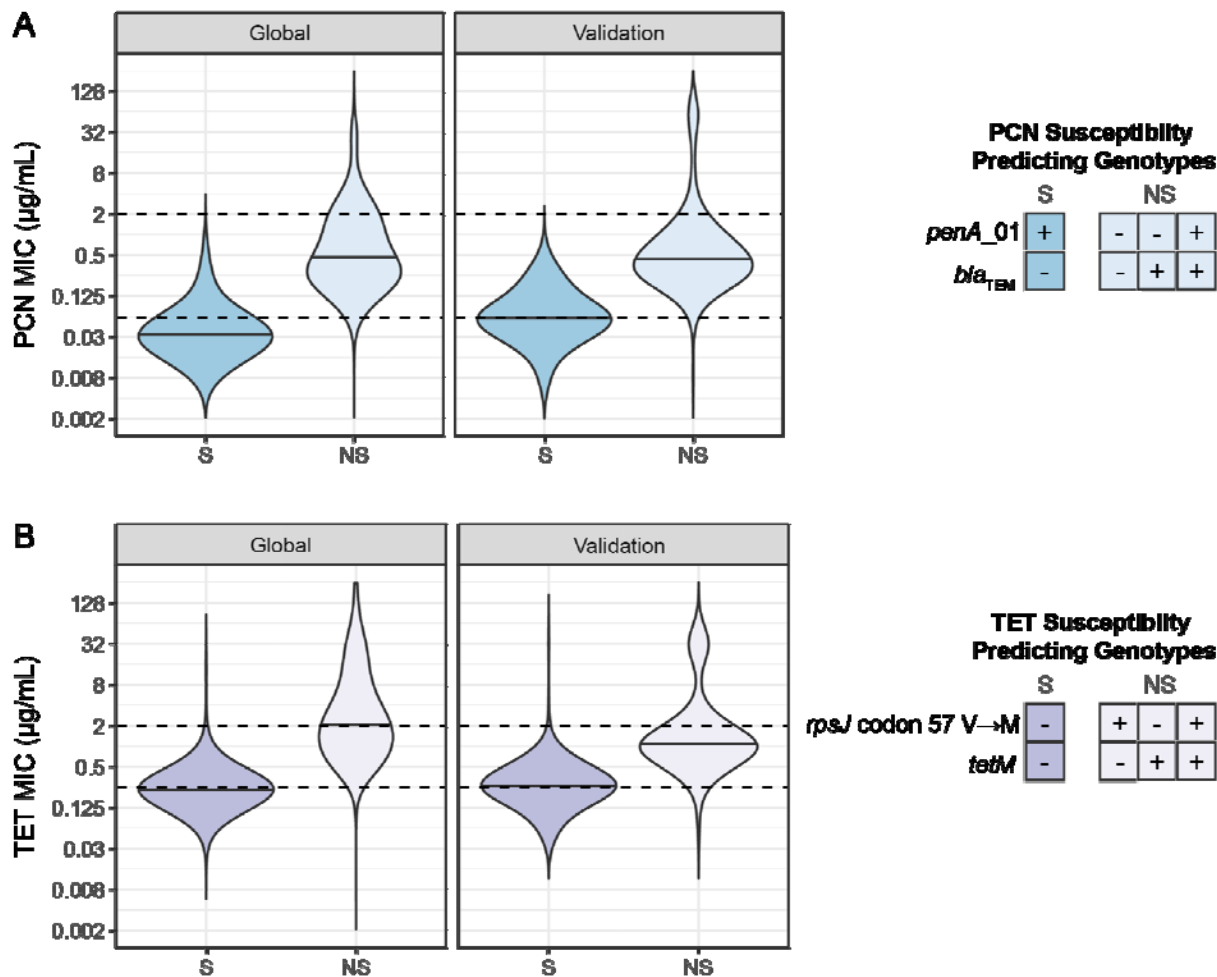 A
Global
Validation
PCN MIC (µg/mL)
128
32
8
2
0.5
0.125
0.03
0.008
0.002
S
NS
S
NS
PCN Susceptibility
Predicting Genotypes
S
NS
penA_01
+
-
-
+
blaTEM
-
-
+
+
B
Global
Validation
TET MIC (µg/mL)
128
32
8
2
0.5
0.125
0.03
0.008
0.002
S
NS
S
NS
TET Susceptibility
Predicting Genotypes
S
NS
rpsJ codon 57 V→M
-
+
-
+
tetM
-
-
+
+